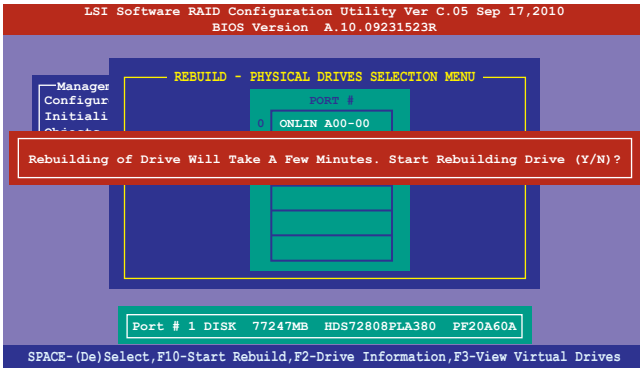 LSI Software RAID Configuration Utility Ver C.05 Sep 17,2010
BIOS Version A.10.09231523R
REBUILD - PHYSICAL DRIVES SELECTION MENU
Managem
Configur
Initiali
PORT #
0 ONLIN A00-00
Rebuilding of Drive Will Take A Few Minutes. Start Rebuilding Drive (Y/N)?
Port # 1 DISK 77247MB HDS72808PLA380 PF20A60A
SPACE-(De)Select,F10-Start Rebuild,F2-Drive Information,F3-View Virtual Drives